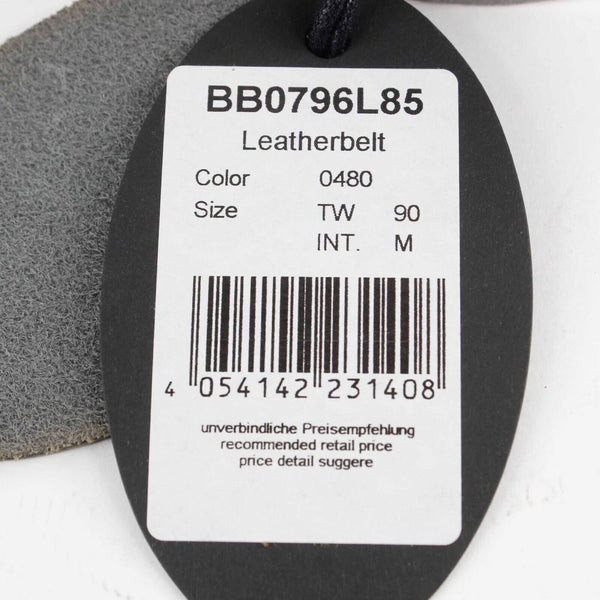 BB0796L85
Leatherbelt
Color 0480
Size TW 90
INT. M
4 054142 231408
unverbindliche Preisempfehlung
recommended retail price
price detail suggere